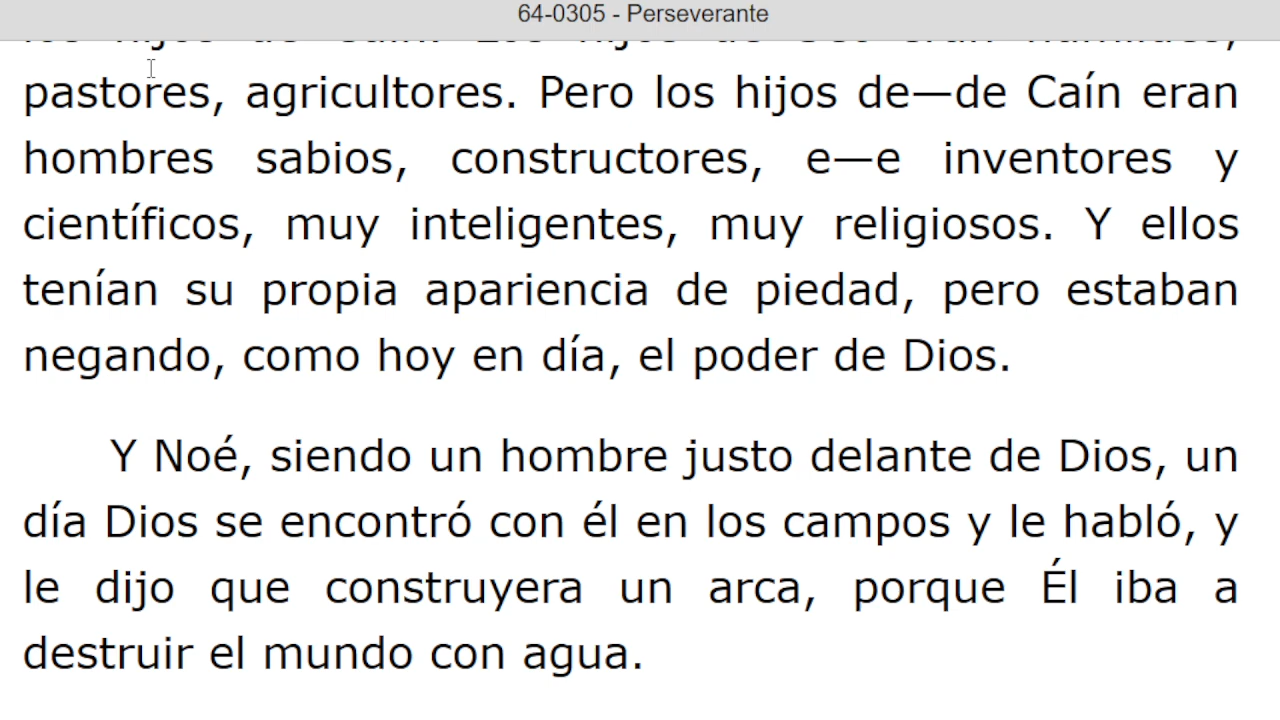 64-0305 - Perseverante
pastores, agricultores. Pero los hijos de—de Caín eran
hombres sabios, constructores, e—e inventores y
científicos, muy inteligentes, muy religiosos. Y ellos
tenían su propia apariencia de piedad, pero estaban
negando, como hoy en día, el poder de Dios.
Y Noé, siendo un hombre justo delante de Dios, un
día Dios se encontró con él en los campos y le habló, y
le dijo que construyera un arca, porque Él iba a
destruir el mundo con agua.